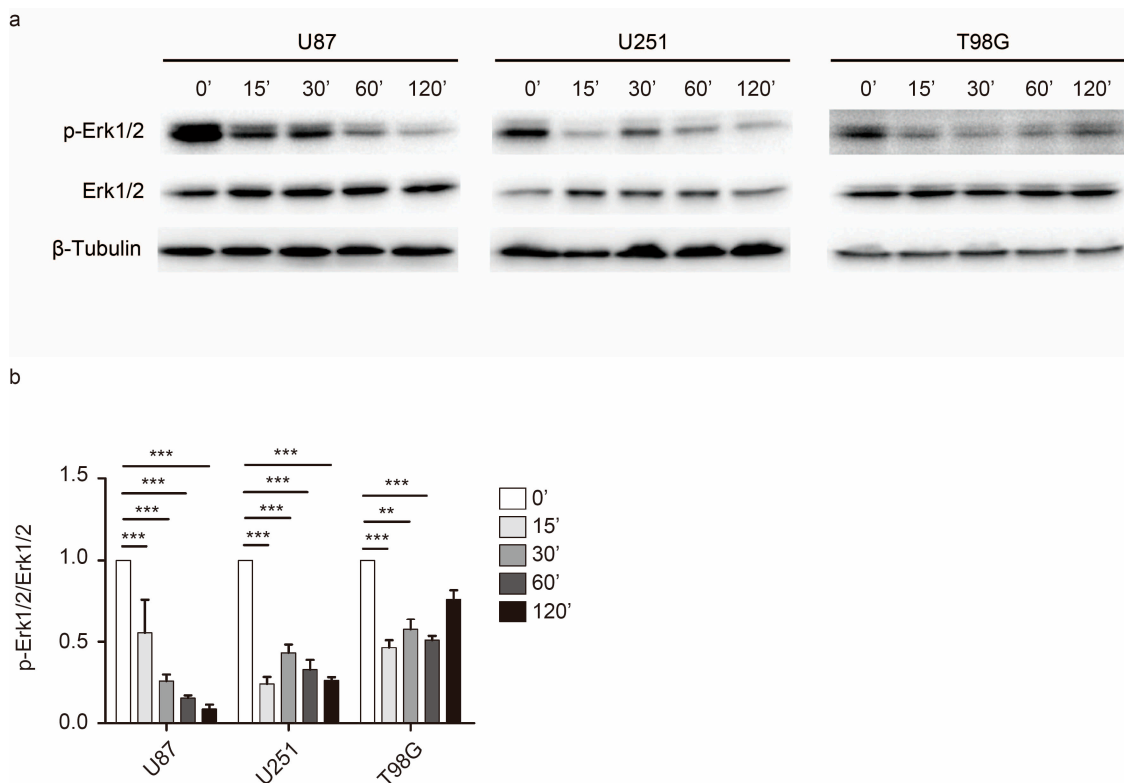 a
U87 U251 T98G
0’ 15’ 30’ 60’ 120’ 0’ 15’ 30’ 60’ 120’ 0’ 15’ 30’ 60’ 120’
p-Erk1/2
Erk1/2
β-Tubulin
b
*** ***
*** *** ***
*** *** **
*** *** ***
1.5
1.0
0.5
0.0
p-Erk1/2/Erk1/2
U87 U251 T98G
0’
15’
30’
60’
120’